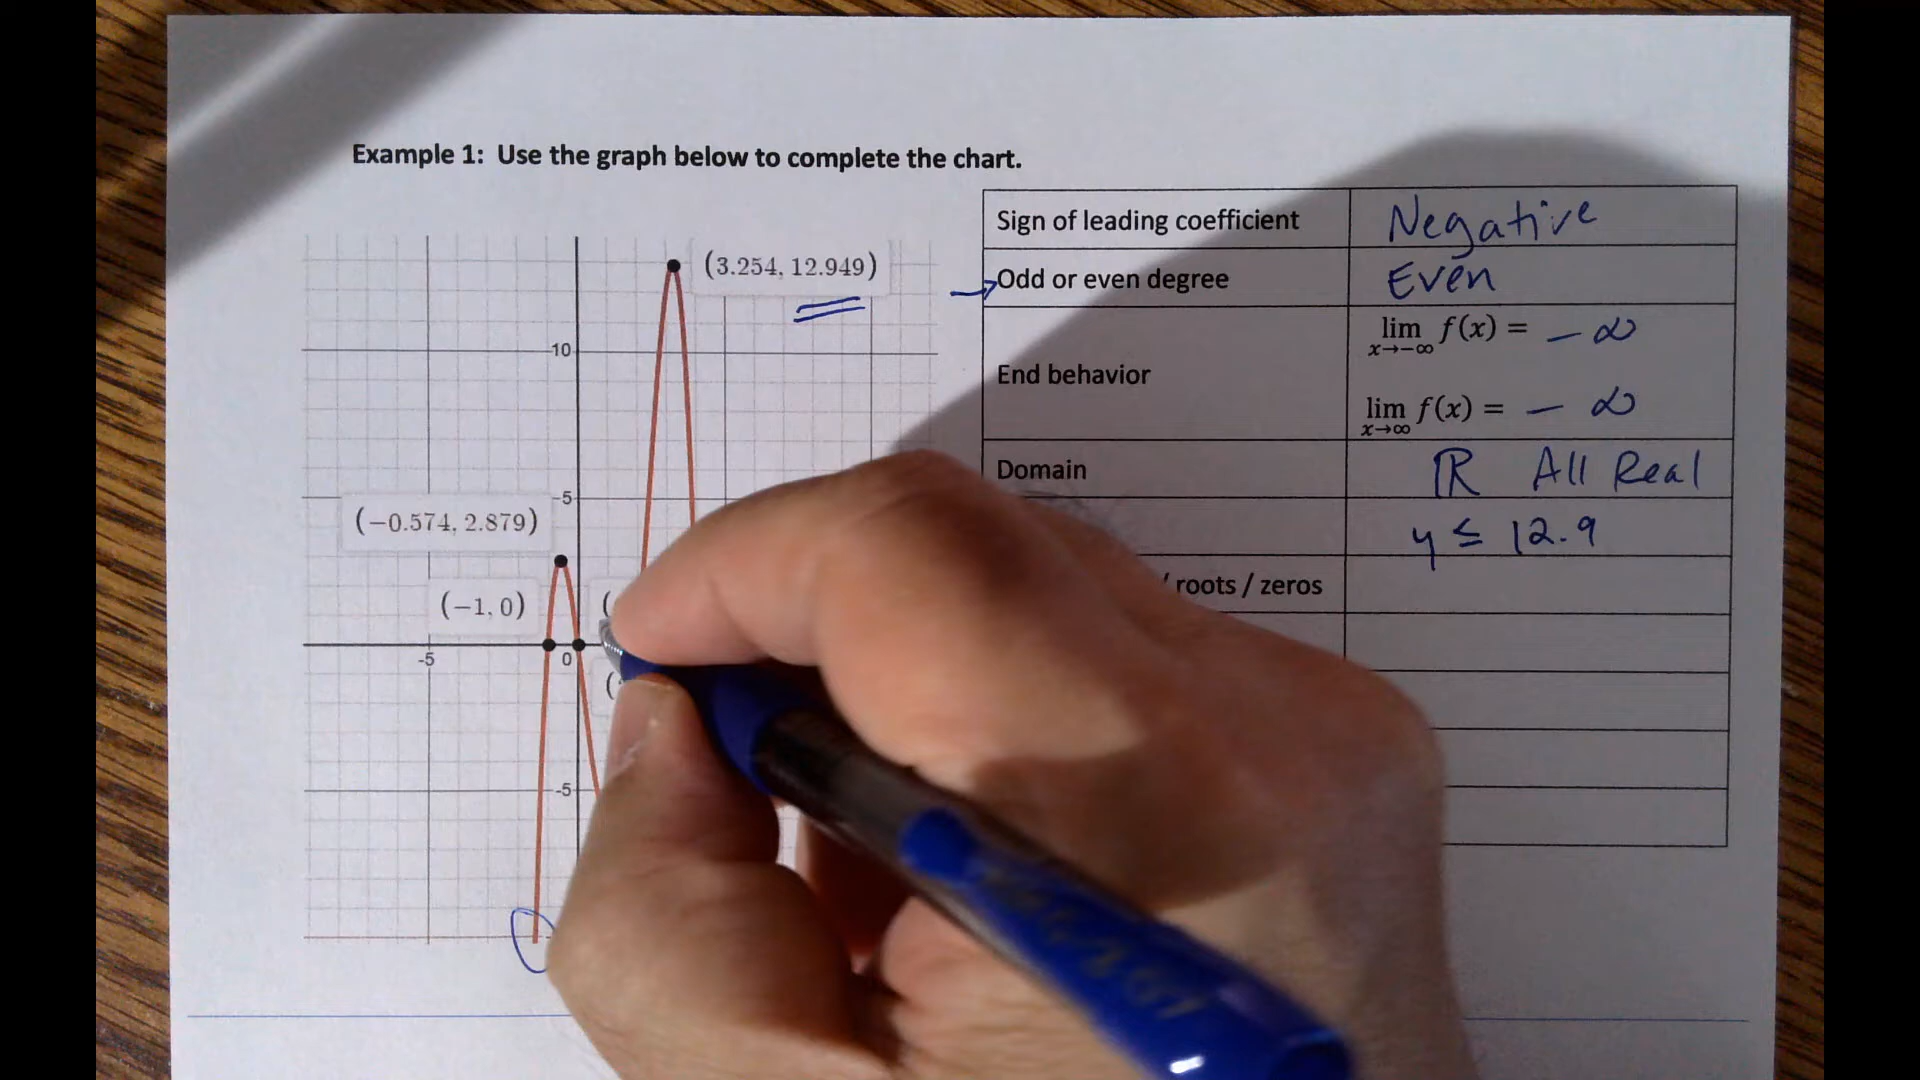 Example 1: Use the graph below to complete the chart.
Sign of leading coefficient Negative
Odd or even degree Even
End behavior
lim f(x) = − ∞
x→−∞
lim f(x) = − ∞
x→∞
Domain ℝ All Real
y ≤ 12.9
/ roots / zeros
(3.254, 12.949)
10
5
(−0.574, 2.879)
(−1, 0)
(
-5
0
(
-5